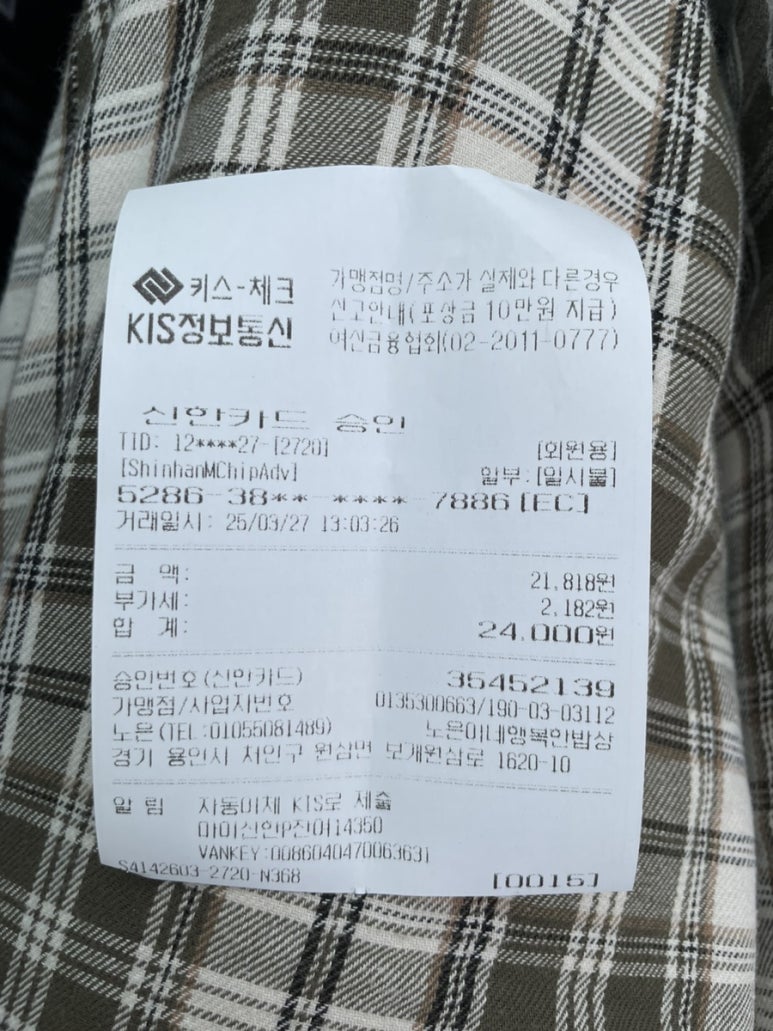 키스-체크
KIS정보통신
가맹점명/주소가 실제와 다른경우
신고안내(포상금 10만원 지급)
여신금융협회(02-2011-0777)
신한카드 승인
TID: 12****27-[2720] [회원용]
[ShinhanMChipAdv] 할부:[일시불]
5286-38**-****-7886[EC]
거래일시: 25/03/27 13:03:26
금 액: 21,818원
부가세: 2,182원
합 계: 24,000원
승인번호(신한카드) 35452139
가맹점/사업자번호 0135300663/190-03-03112
노은(TEL:01055081489) 노은이네행복한밥상
경기 용인시 처인구 원삼면 보개원삼로 1620-10
알 림 자동이체 KIS로 제출
마이신한P잔여14350
VANKEY:0086040470063631
S4142603-2720-N368 [0015]